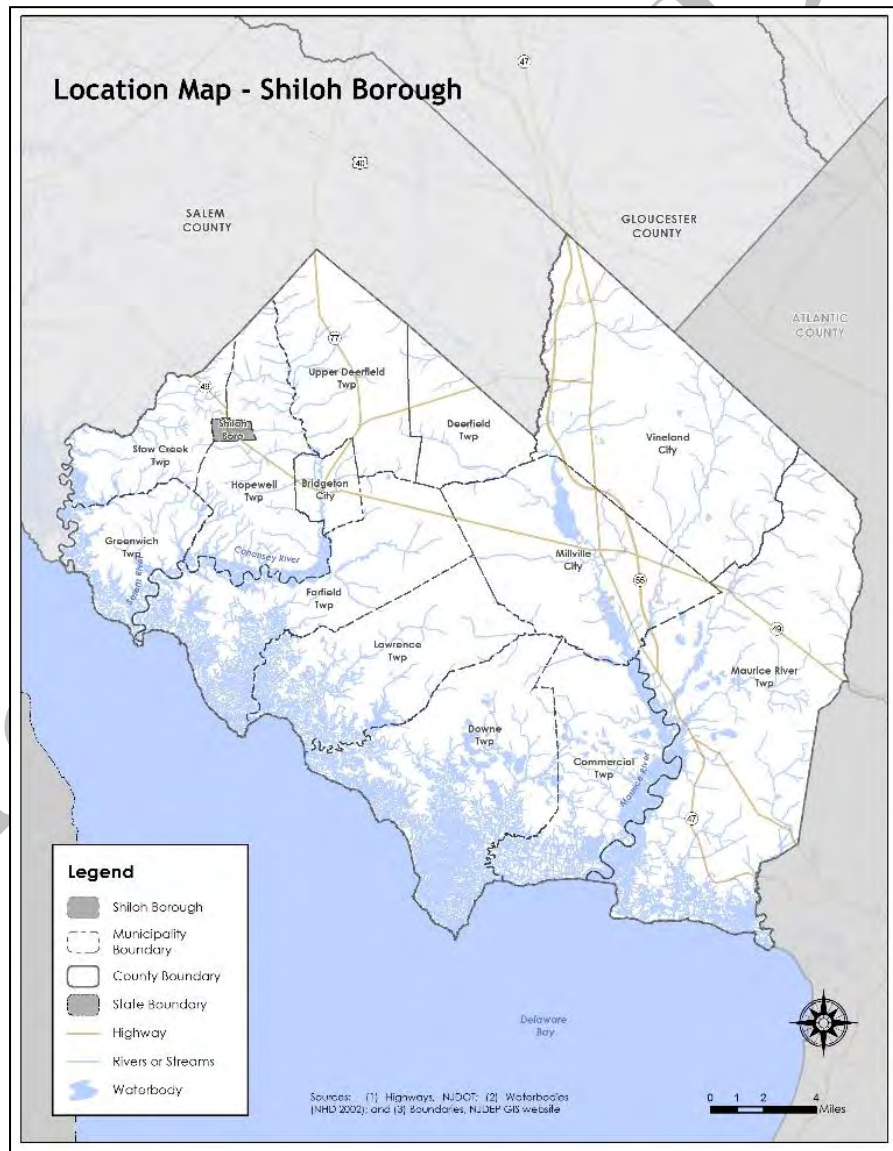 Location Map - Shiloh Borough
47
40
SALEM
COUNTY
GLOUCESTER
COUNTY
ATLANTIC
COUNTY
77
Upper Deerfield
Twp
49
Shiloh
Boro
Deerfield
Twp
Vineland
City
Stow Creek
Twp
Hopewell
Twp
Bridgeton
City
Greenwich
Twp
Cohansey River
Millville
City
Fairfield
Twp
55
49
Lawrence
Twp
Maurice River
Twp
Downe
Twp
Commercial
Twp
Maurice River
47
Legend
Shiloh Borough
Municipality
Boundary
County Boundary
State Boundary
Highway
Rivers or Streams
Waterbody
Delaware
Bay
Sources: (1) Highways, NJDOT; (2) Waterbodies
(NHD 2002); and (3) Boundaries, NJDEP GIS website
0 1 2 4
Miles